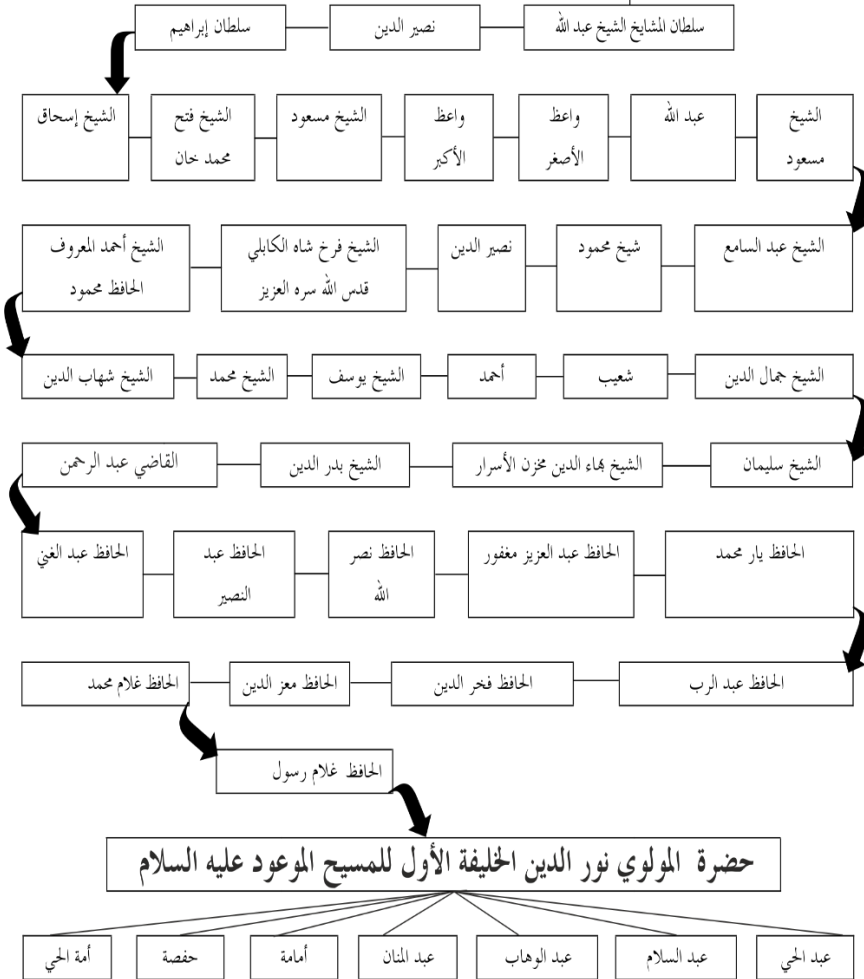 سلطان المشايخ الشيخ عبد الله
نصير الدين
سلطان إبراهيم
الشيخ
مسعود
عبد الله
واعظ
الأصغر
واعظ
الأكبر
الشيخ مسعود
الشيخ فتح
محمد خان
الشيخ إسحاق
الشيخ عبد السامع
شيخ محمود
نصير الدين
الشيخ فرخ شاه الكابلي
قدس الله سره العزيز
الشيخ أحمد المعروف
الحافظ محمود
الشيخ جمال الدين
شعيب
أحمد
الشيخ يوسف
الشيخ محمد
الشيخ شهاب الدين
الشيخ سليمان
الشيخ بهاء الدين مخزن الأسرار
الشيخ بدر الدين
القاضي عبد الرحمن
الحافظ يار محمد
الحافظ عبد العزيز مغفور
الحافظ نصر
الله
الحافظ عبد
النصير
الحافظ عبد الغني
الحافظ عبد الرب
الحافظ فخر الدين
الحافظ معز الدين
الحافظ غلام محمد
الحافظ غلام رسول
حضرة المولوي نور الدين الخليفة الأول للمسيح الموعود عليه السلام
عبد الحي
عبد السلام
عبد الوهاب
عبد المنان
أمامة
حفصة
أمة الحي